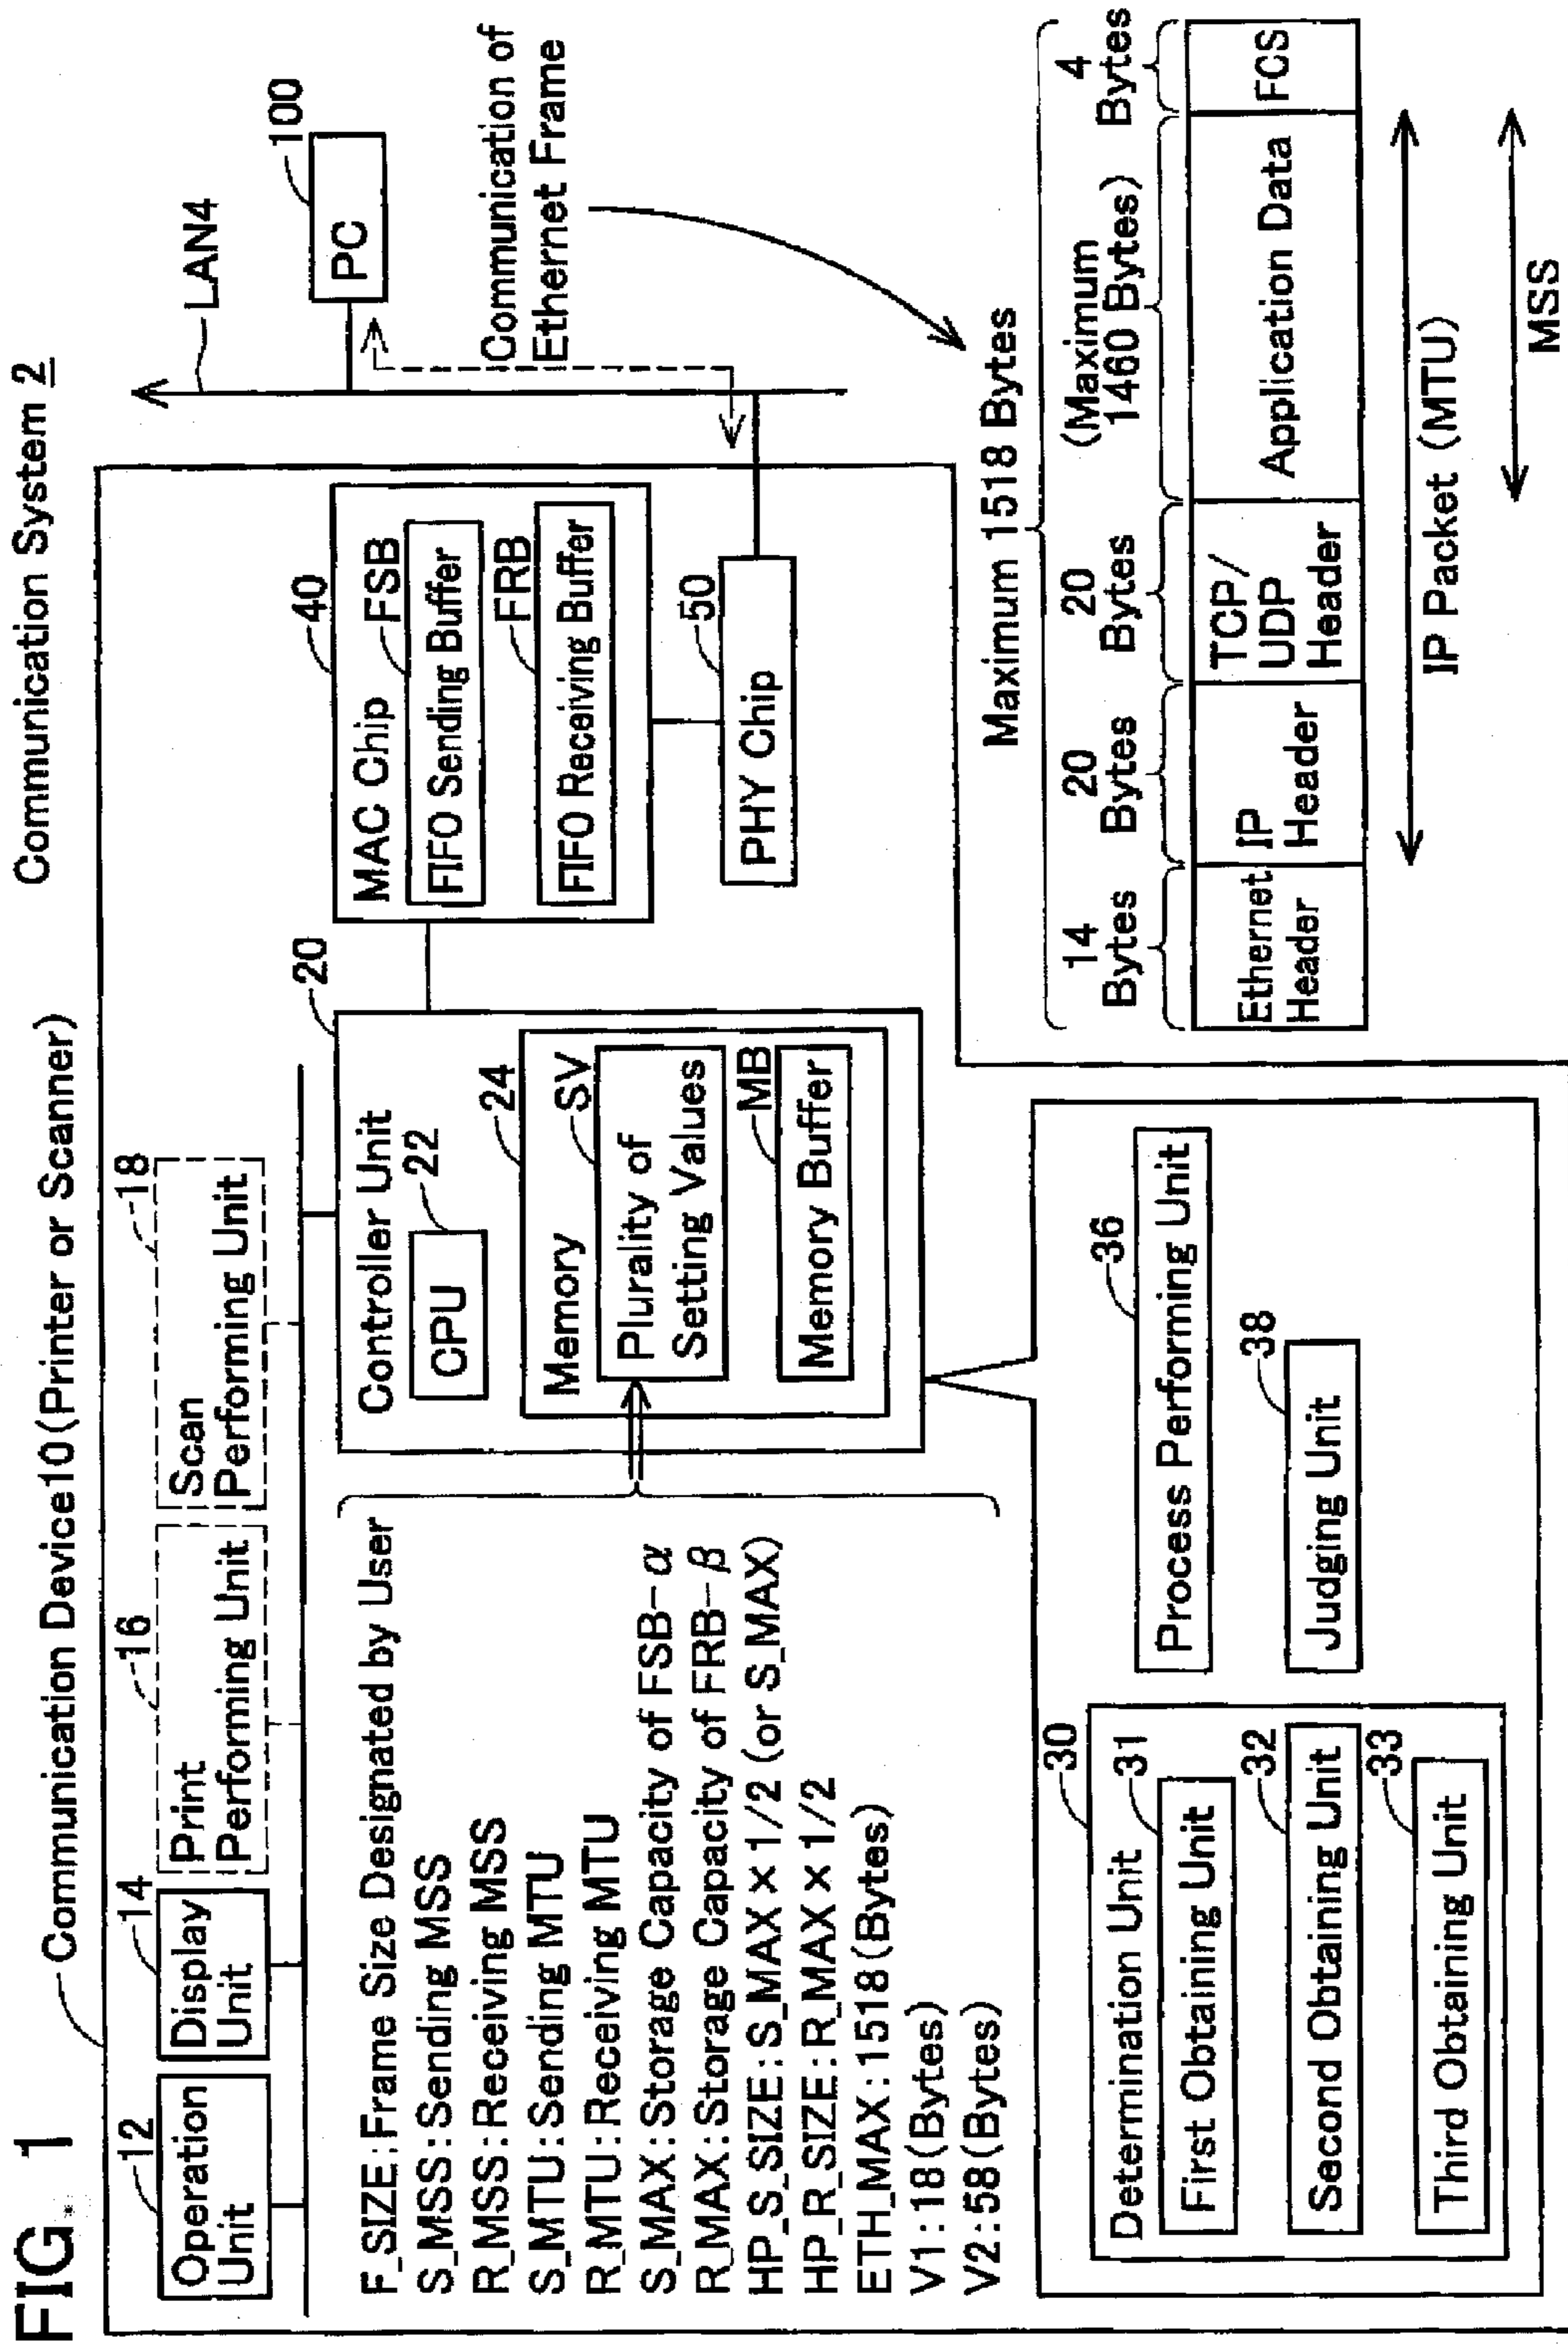 FIG. 1
Communication System 2
Communication Device10(Printer or Scanner)
12
Operation
Unit
14
Display
Unit
16
Print
Performing Unit
18
Scan
Performing Unit
F_SIZE:Frame Size Designated by User
S_MSS:Sending MSS
R_MSS:Receiving MSS
S_MTU:Sending MTU
R_MTU:Receiving MTU
S_MAX:Storage Capacity of FSB-α
R_MAX:Storage Capacity of FRB-β
HP_S_SIZE:S_MAX×1/2 (or S_MAX)
HP_R_SIZE:R_MAX×1/2
ETH_MAX:1518(Bytes)
V1:18(Bytes)
V2:58(Bytes)
20
Controller Unit
22
CPU
24
Memory
SV
Plurality of
Setting Values
MB
Memory Buffer
40
MAC Chip
FSB
FIFO Sending Buffer
FRB
FIFO Receiving Buffer
50
PHY Chip
LAN4
100
PC
Communication of
Ethernet Frame
30
Determination Unit
31
First Obtaining Unit
32
Second Obtaining Unit
33
Third Obtaining Unit
36
Process Performing Unit
38
Judging Unit
Maximum 1518 Bytes
14
Bytes
20
Bytes
20
Bytes
(Maximum
1460 Bytes)
4
Bytes
Ethernet
Header
IP
Header
TCP/
UDP
Header
Application Data
FCS
IP Packet (MTU)
MSS